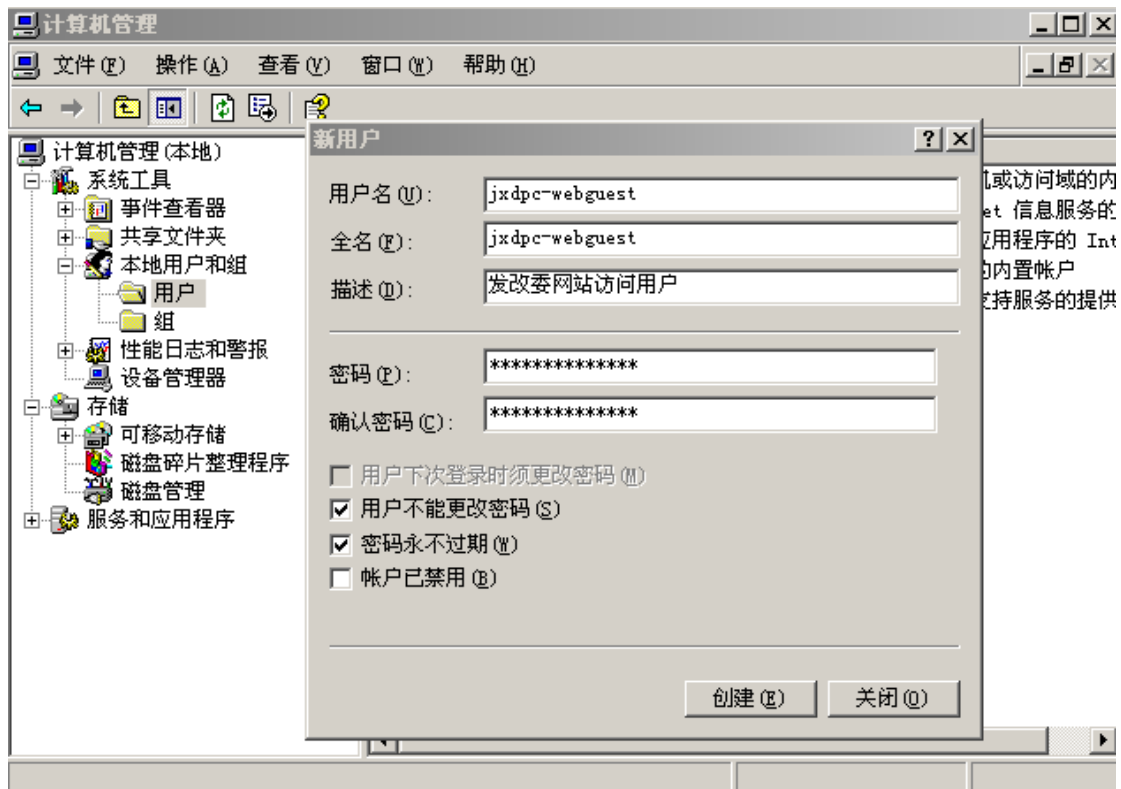 计算机管理
文件(F) 操作(A) 查看(V) 窗口(W) 帮助(H)
计算机管理(本地)
系统工具
事件查看器
共享文件夹
本地用户和组
用户
组
性能日志和警报
设备管理器
存储
可移动存储
磁盘碎片整理程序
磁盘管理
服务和应用程序
新用户
用户名(U): jxdpc-webguest
全名(F): jxdpc-webguest
描述(D): 发改委网站访问用户
密码(P): **************
确认密码(C): **************
用户下次登录时须更改密码(M)
用户不能更改密码(S)
密码永不过期(W)
帐户已禁用(B)
创建(E) 关闭(O)
或访问域的内
et 信息服务的
应用程序的 Int
的内置帐户
支持服务的提供